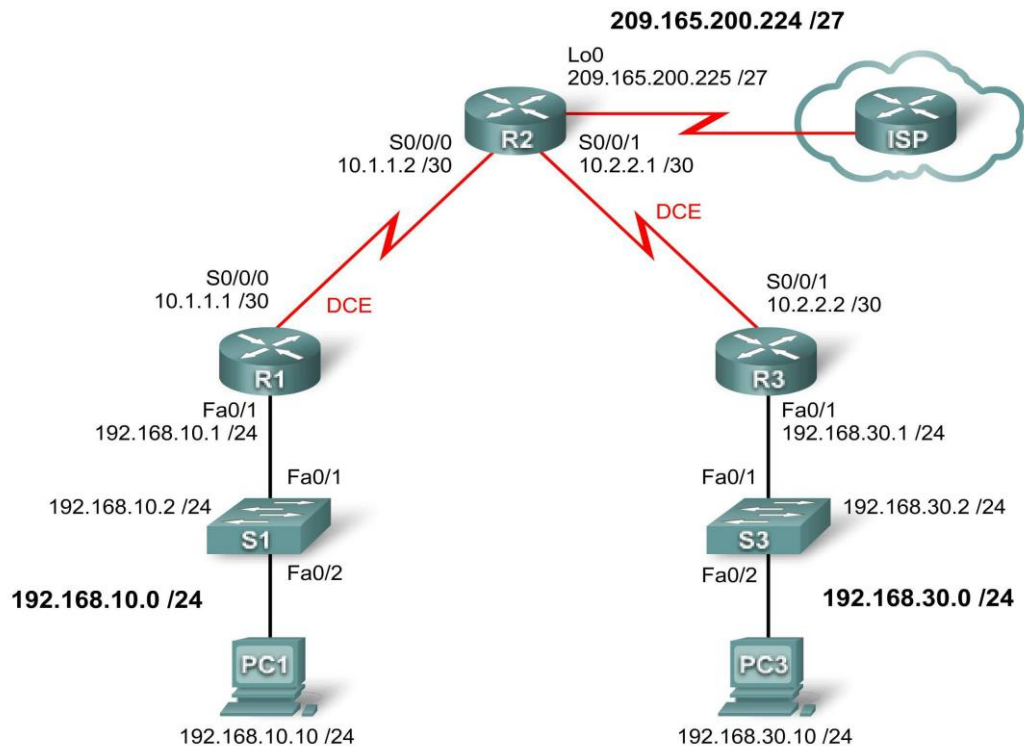 209.165.200.224 /27
Lo0
209.165.200.225 /27
R2
ISP
S0/0/0
10.1.1.2 /30
S0/0/1
10.2.2.1 /30
DCE
S0/0/0
10.1.1.1 /30
DCE
S0/0/1
10.2.2.2 /30
R1
R3
Fa0/1
192.168.10.1 /24
Fa0/1
192.168.30.1 /24
Fa0/1
192.168.10.2 /24
S1
Fa0/1
192.168.30.2 /24
S3
Fa0/2
192.168.10.0 /24
Fa0/2
192.168.30.0 /24
PC1
PC3
192.168.10.10 /24
192.168.30.10 /24